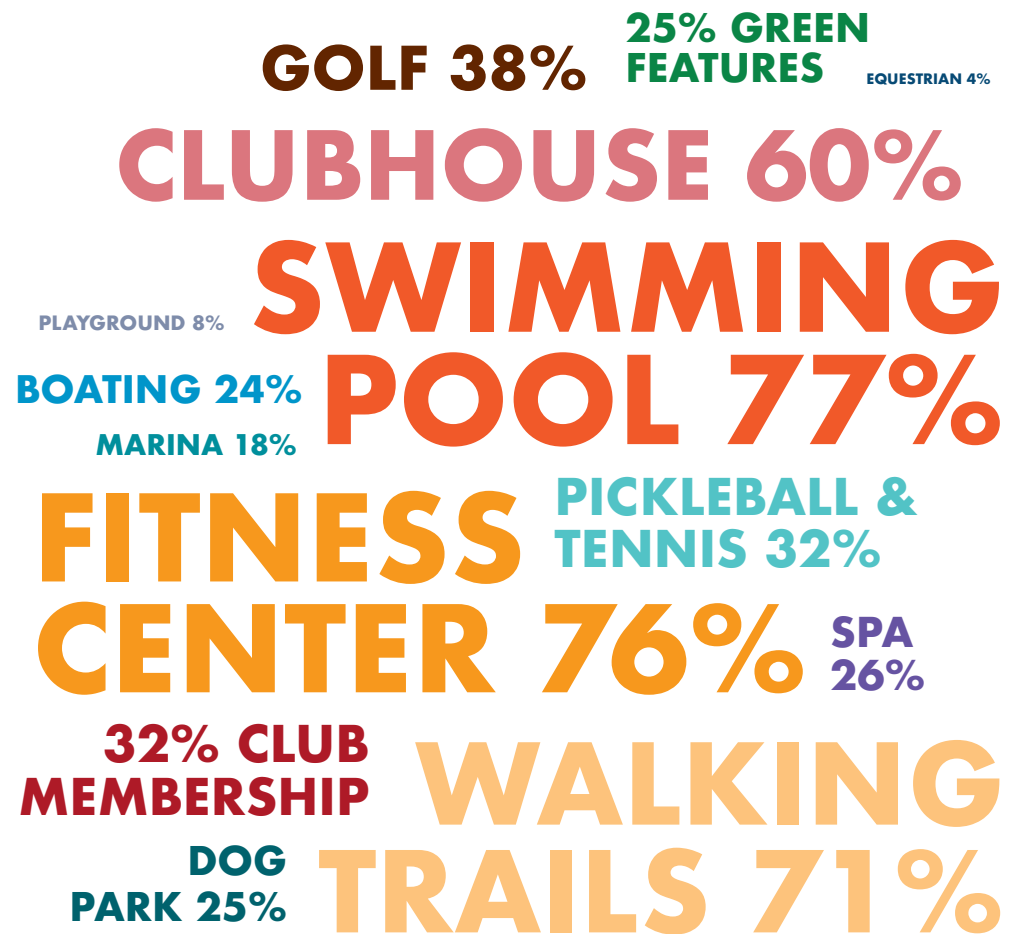 25% GREEN
FEATURES
GOLF 38%
EQUESTRIAN 4%
CLUBHOUSE 60%
SWIMMING
POOL 77%
PLAYGROUND 8%
BOATING 24%
MARINA 18%
FITNESS
CENTER 76%
PICKLEBALL &
TENNIS 32%
SPA
26%
32% CLUB
MEMBERSHIP
WALKING
TRAILS 71%
DOG
PARK 25%